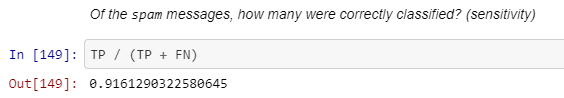 Of the spam messages, how many were correctly classified? (sensitivity)
In [149]: TP / (TP + FN)
Out[149]: 0.9161290322580645